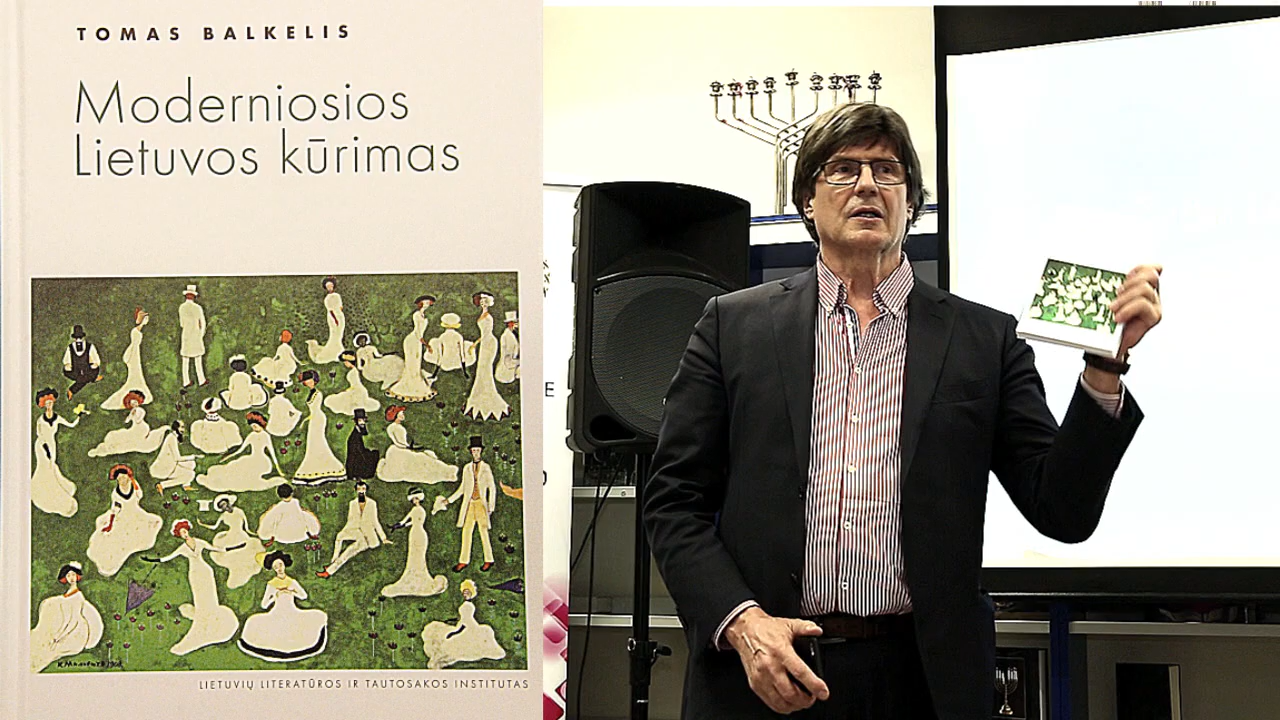 TOMAS BALKELIS
Moderniosios
Lietuvos kūrimas
LIETUVIŲ LITERATŪROS IR TAUTOSAKOS INSTITUTAS
E